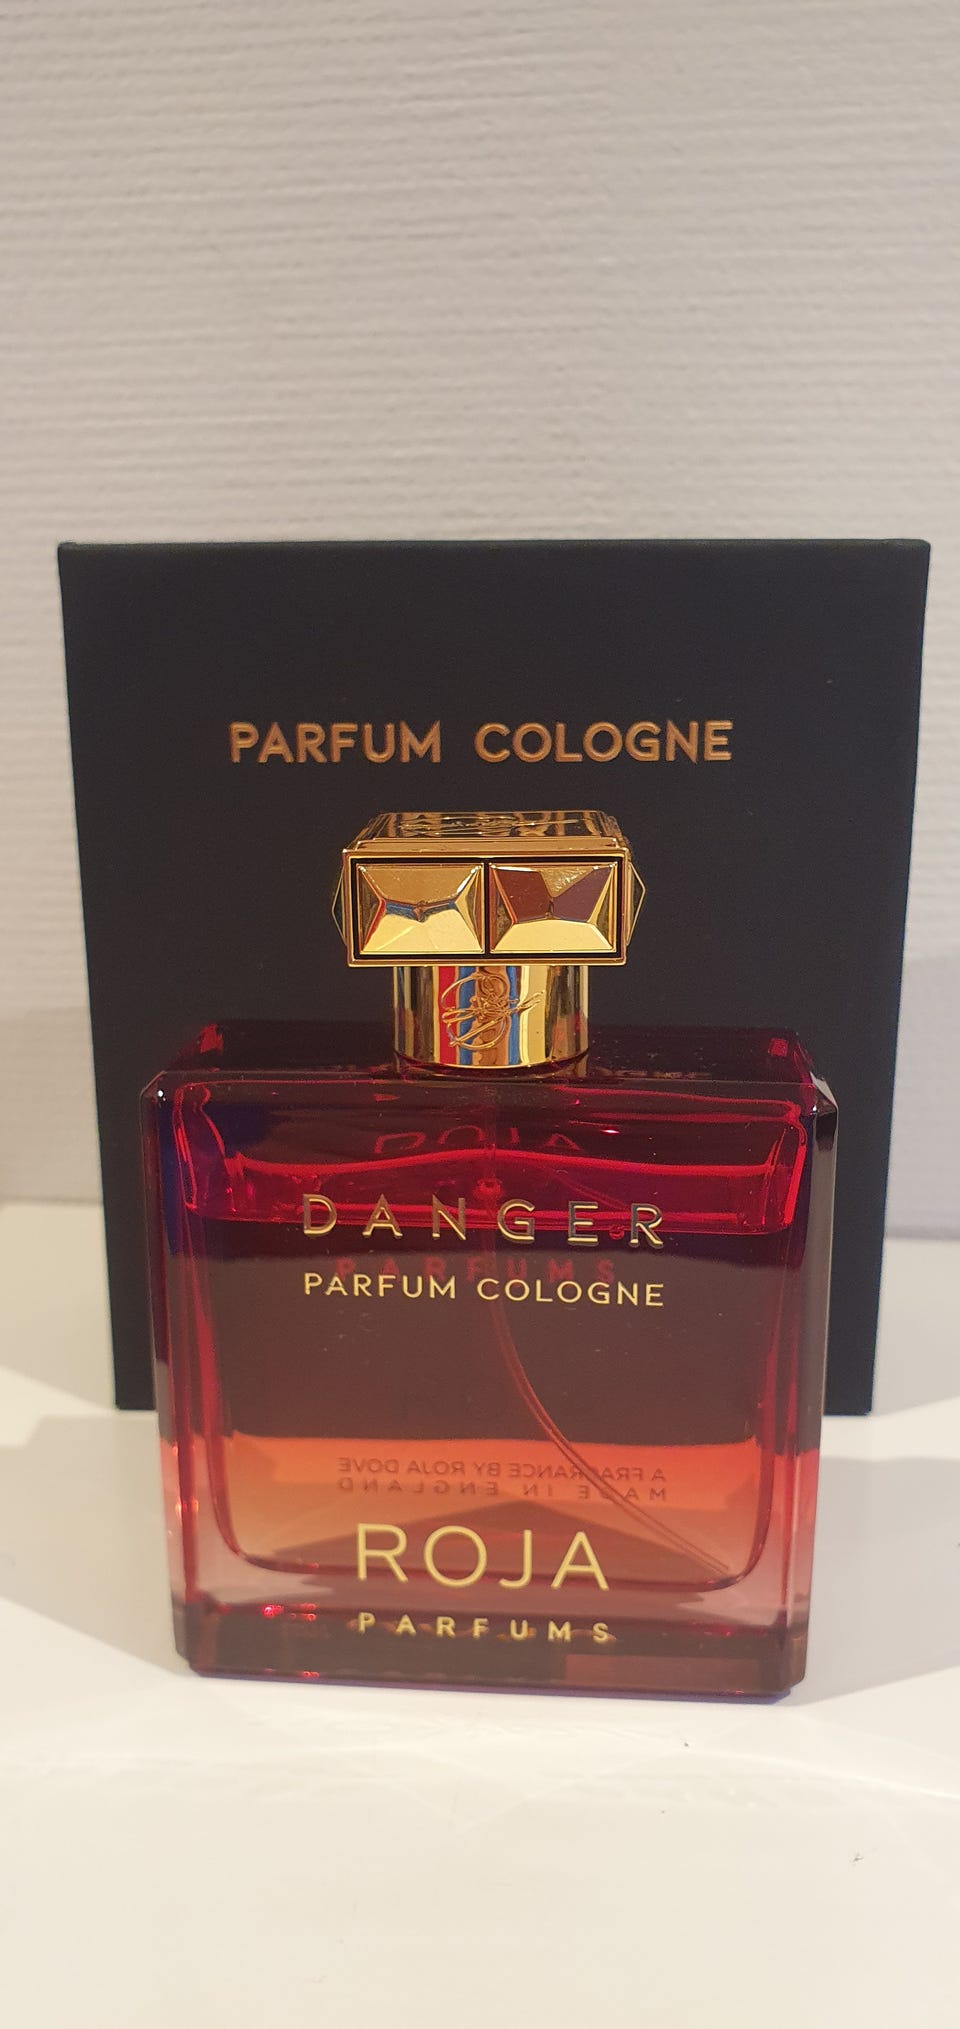 PARFUM COLOGNE
DANGER
PARFUM COLOGNE
A FRAGRANCE BY ROJA DOVE
MADE IN ENGLAND
ROJA
PARFUMS